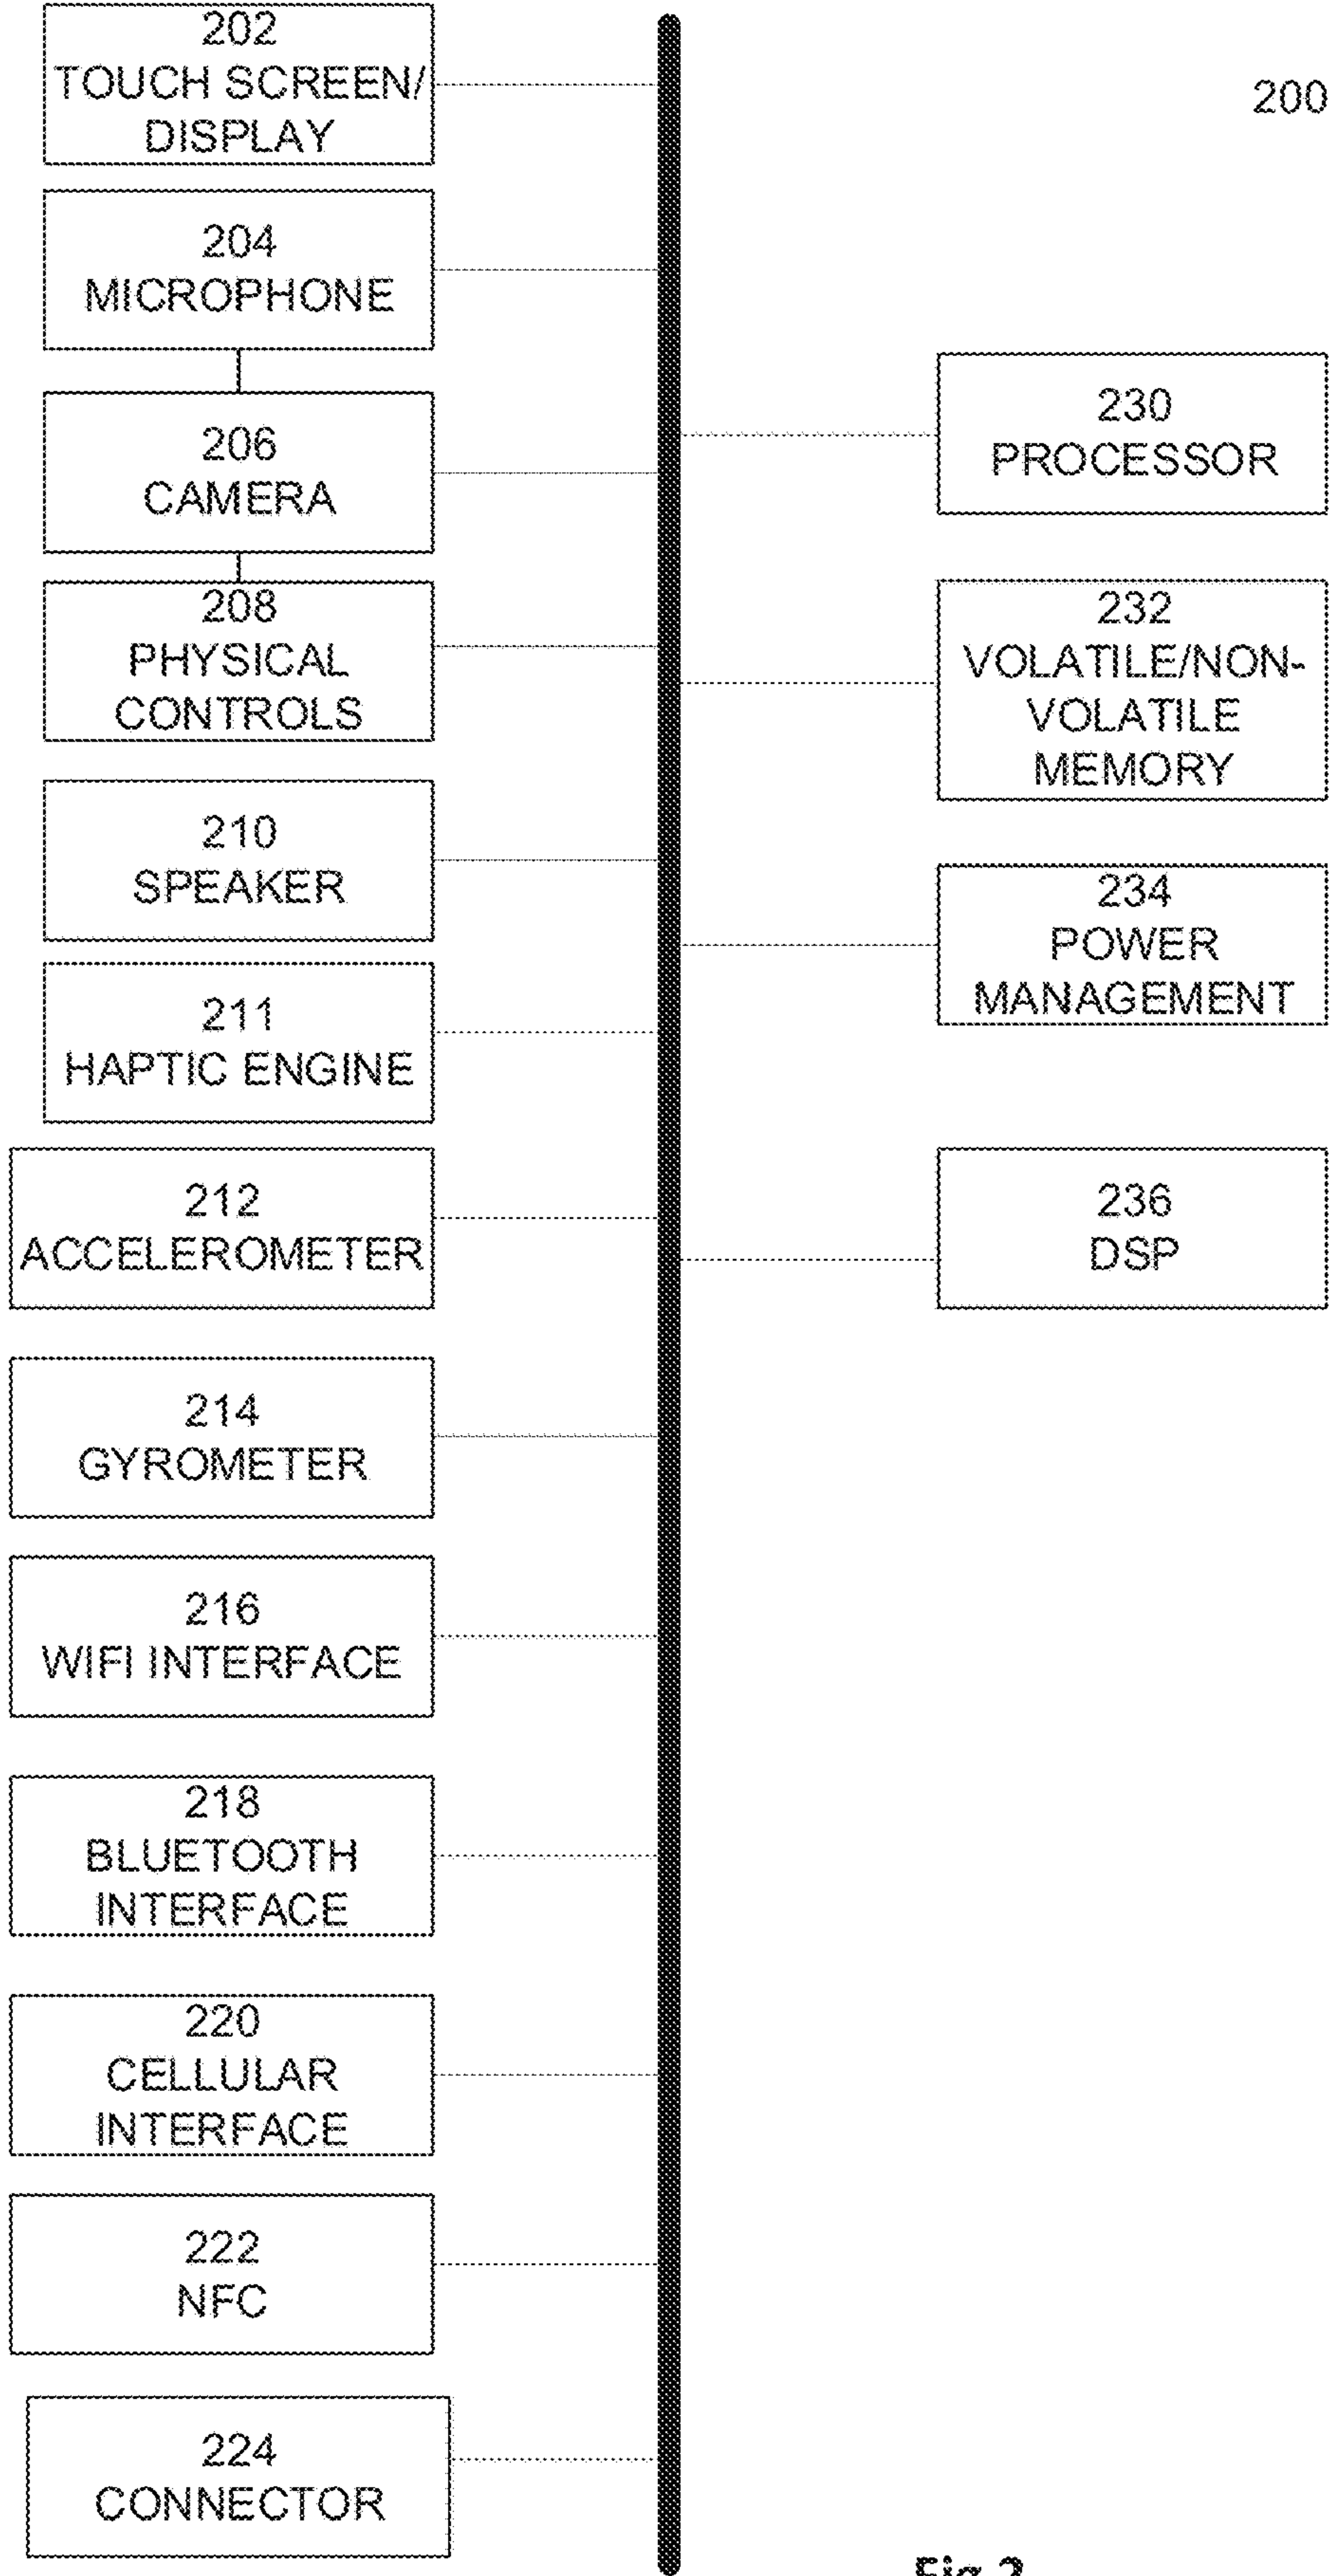 202
TOUCH SCREEN/
DISPLAY
200
204
MICROPHONE
206
CAMERA
208
PHYSICAL
CONTROLS
210
SPEAKER
211
HAPTIC ENGINE
212
ACCELEROMETER
214
GYROMETER
216
WIFI INTERFACE
218
BLUETOOTH
INTERFACE
220
CELLULAR
INTERFACE
222
NFC
224
CONNECTOR
230
PROCESSOR
232
VOLATILE/NON-
VOLATILE
MEMORY
234
POWER
MANAGEMENT
236
DSP
Fig 2